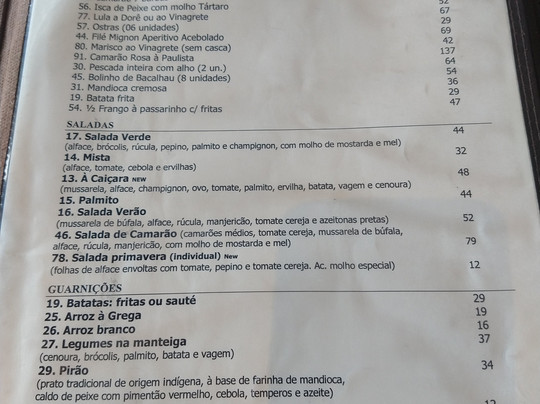 56. Isca de Peixe com molho Tártaro 52
77. Lula a Dorê ou ao Vinagrete 67
57. Ostras (06 unidades) 29
44. Filé Mignon Aperitivo Acebolado 69
80. Marisco ao Vinagrete (sem casca) 42
91. Camarão Rosa à Paulista 137
30. Pescada inteira com alho (2 un.) 64
45. Bolinho de Bacalhau (8 unidades) 54
31. Mandioca cremosa 36
19. Batata frita 29
54. ½ Frango à passarinho c/ fritas 47
SALADAS
17. Salada Verde 44
(alface, brócolis, rúcula, pepino, palmito e champignon, com molho de mostarda e mel)
14. Mista 32
(alface, tomate, cebola e ervilhas)
13. À Caiçara NEW 48
(mussarela, alface, champignon, ovo, tomate, palmito, ervilha, batata, vagem e cenoura)
15. Palmito 44
16. Salada Verão 52
(mussarela de búfala, alface, rúcula, manjericão, tomate cereja e azeitonas pretas)
46. Salada de Camarão (camarões médios, tomate cereja, mussarela de búfala, 79
alface, rúcula, manjericão, com molho de mostarda e mel)
78. Salada primavera (individual) New 12
(folhas de alface envoltas com tomate, pepino e tomate cereja. Ac. molho especial)
GUARNIÇÕES
19. Batatas: fritas ou sauté 29
25. Arroz à Grega 19
26. Arroz branco 16
27. Legumes na manteiga 37
(cenoura, brócolis, palmito, batata e vagem)
29. Pirão 34
(prato tradicional de origem indígena, à base de farinha de mandioca,
caldo de peixe com pimentão vermelho, cebola, temperos e azeite)